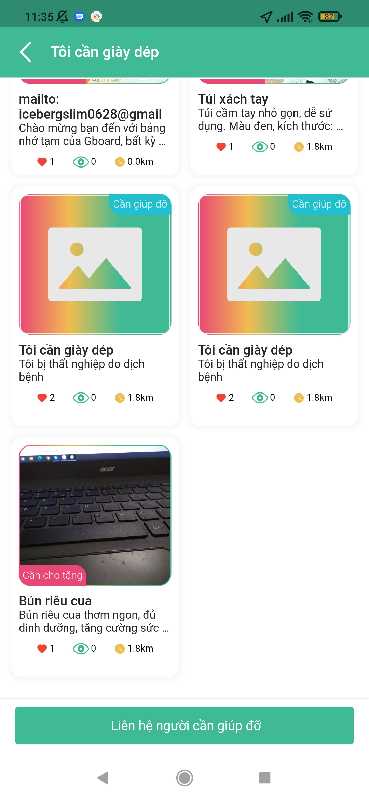 11:35
87
Tôi cần giày dép
mailto:
icebergslim0628@gmail
Chào mừng bạn đến với bảng
nhớ tạm của Gboard, bất kỳ ...
1 0 0.0km
Túi xách tay
Túi cầm tay nhỏ gọn, dễ sử
dụng. Màu đen, kích thước: ...
1 0 1.8km
Cần giúp đỡ
Tôi cần giày dép
Tôi bị thất nghiệp do dịch
bệnh
2 0 1.8km
Cần giúp đỡ
Tôi cần giày dép
Tôi bị thất nghiệp do dịch
bệnh
2 0 1.8km
acer
Cần cho tặng
Bún riêu cua
Bún riêu cua thơm ngon, đủ
dinh dưỡng, tăng cường sức ...
1 0 1.8km
Liên hệ người cần giúp đỡ